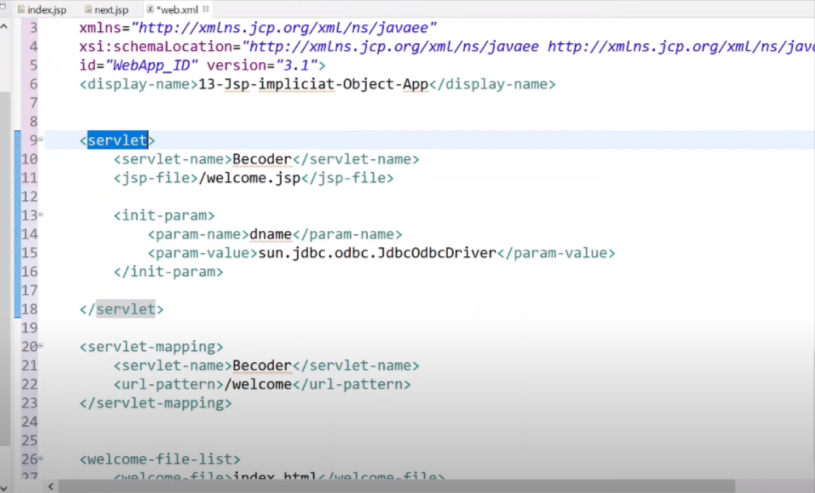 index.jsp next.jsp *web.xml
3 xmlns="http://xmlns.jcp.org/xml/ns/javaee"
4 xsi:schemaLocation="http://xmlns.jcp.org/xml/ns/javaee http://xmlns.jcp.org/xml/ns/java
5 id="WebApp_ID" version="3.1">
6 <display-name>13-Jsp-impliciat-Object-App</display-name>
7
8
9 <servlet>
10 <servlet-name>Becoder</servlet-name>
11 <jsp-file>/welcome.jsp</jsp-file>
12
13 <init-param>
14 <param-name>dname</param-name>
15 <param-value>sun.jdbc.odbc.JdbcOdbcDriver</param-value>
16 </init-param>
17
18 </servlet>
19
20 <servlet-mapping>
21 <servlet-name>Becoder</servlet-name>
22 <url-pattern>/welcome</url-pattern>
23 </servlet-mapping>
24
25
26 <welcome-file-list>
27 <welcome-file>index.html</welcome-file>